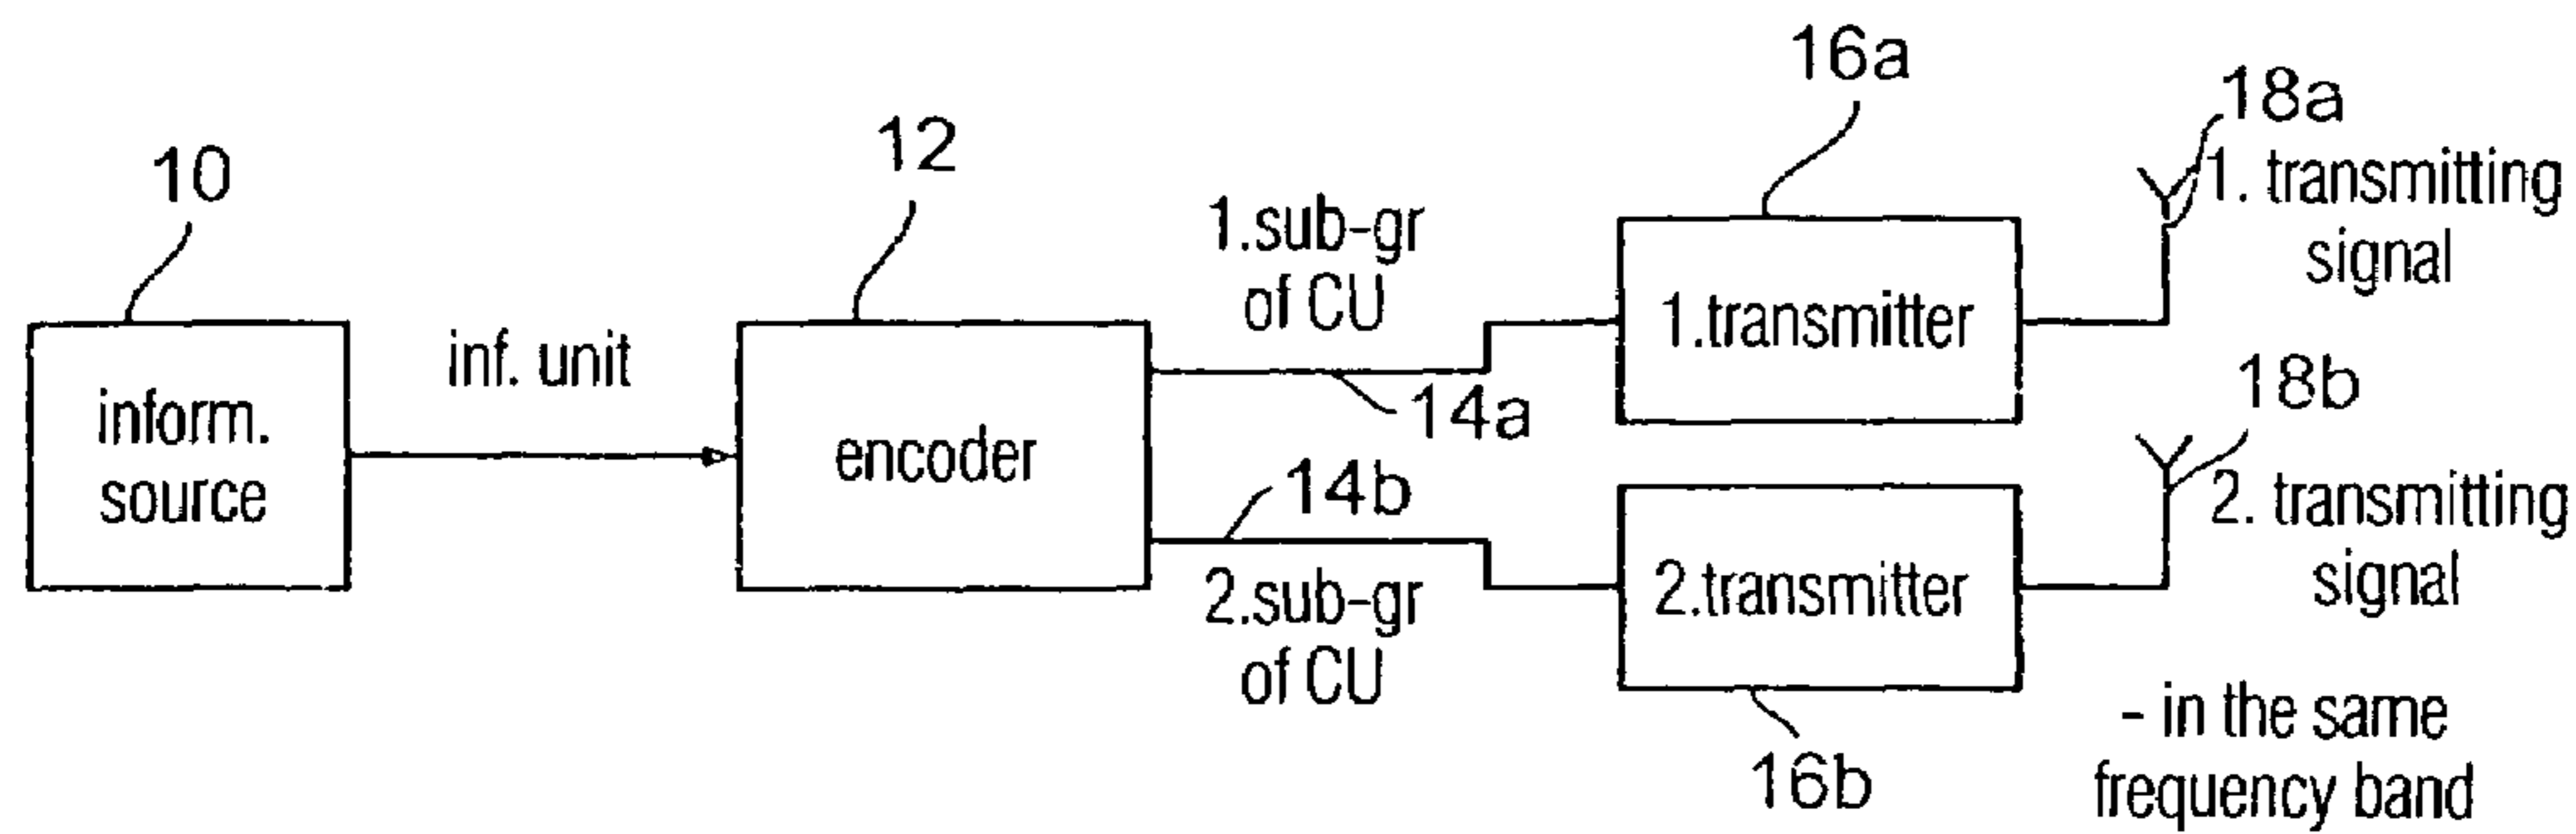 10
inform.
source
inf. unit
12
encoder
1.sub-gr
of CU
14a
14b
2.sub-gr
of CU
16a
1.transmitter
2.transmitter
16b
18a
1. transmitting
signal
18b
2. transmitting
signal
- in the same
frequency band